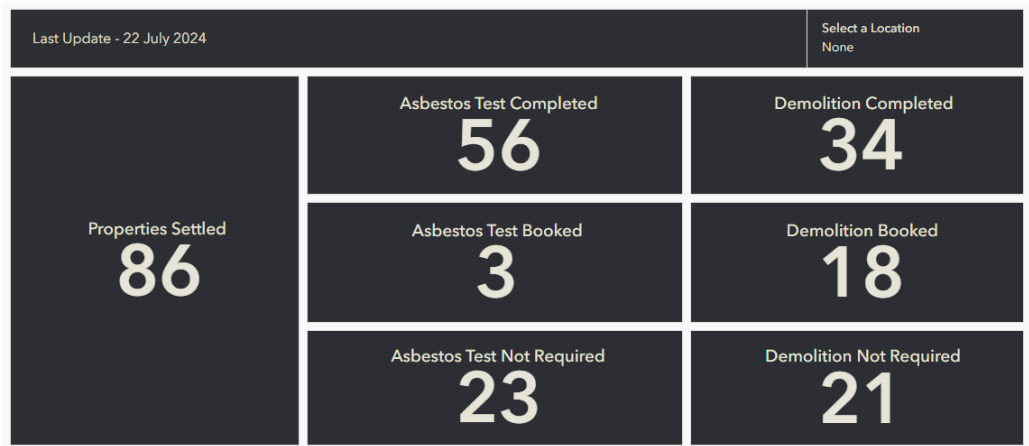 Last Update - 22 July 2024
Select a Location
None
Properties Settled
86
Asbestos Test Completed
56
Demolition Completed
34
Asbestos Test Booked
3
Demolition Booked
18
Asbestos Test Not Required
23
Demolition Not Required
21